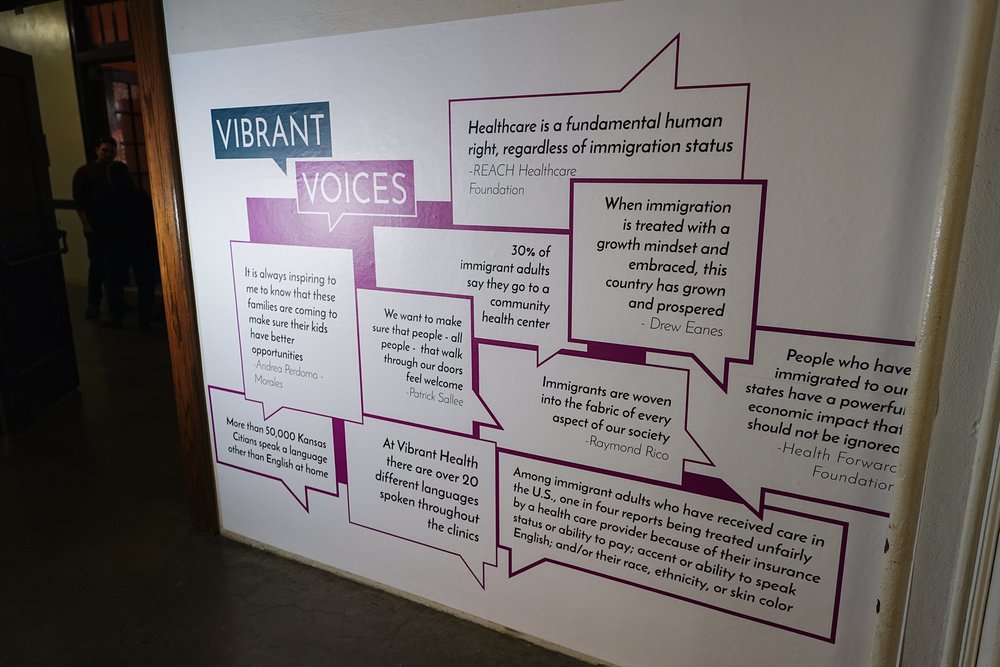 VIBRANT
VOICES
Healthcare is a fundamental human
right, regardless of immigration status
-REACH Healthcare
Foundation
When immigration
is treated with a
growth mindset and
embraced, this
country has grown
and prospered
- Drew Eanes
30% of
immigrant adults
say they go to a
community
health center
It is always inspiring to
me to know that these
families are coming to
make sure their kids
have better
opportunities
-Andrea Perdomo -
Morales
We want to make
sure that people - all
people - that walk
through our doors
feel welcome
-Patrick Sallee
Immigrants are woven
into the fabric of every
aspect of our society
-Raymond Rico
People who have
immigrated to our
states have a powerful
economic impact that
should not be ignored
-Health Forward
Foundation
More than 50,000 Kansas
Citians speak a language
other than English at home
At Vibrant Health
there are over 20
different languages
spoken throughout
the clinics
Among immigrant adults who have received care in
the U.S., one in four reports being treated unfairly
by a health care provider because of their insurance
status or ability to pay; accent or ability to speak
English; and/or their race, ethnicity, or skin color